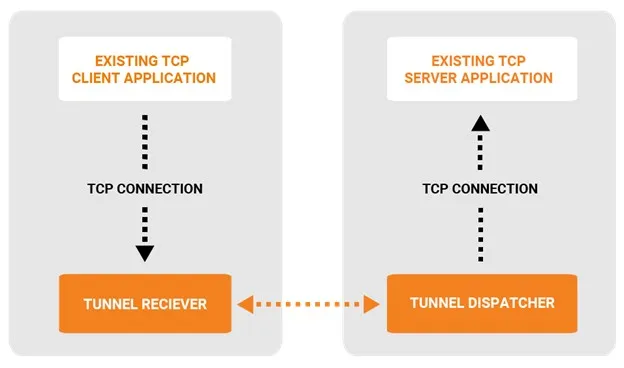 EXISTING TCP
CLIENT APPLICATION
TCP CONNECTION
TUNNEL RECIEVER
EXISTING TCP
SERVER APPLICATION
TCP CONNECTION
TUNNEL DISPATCHER